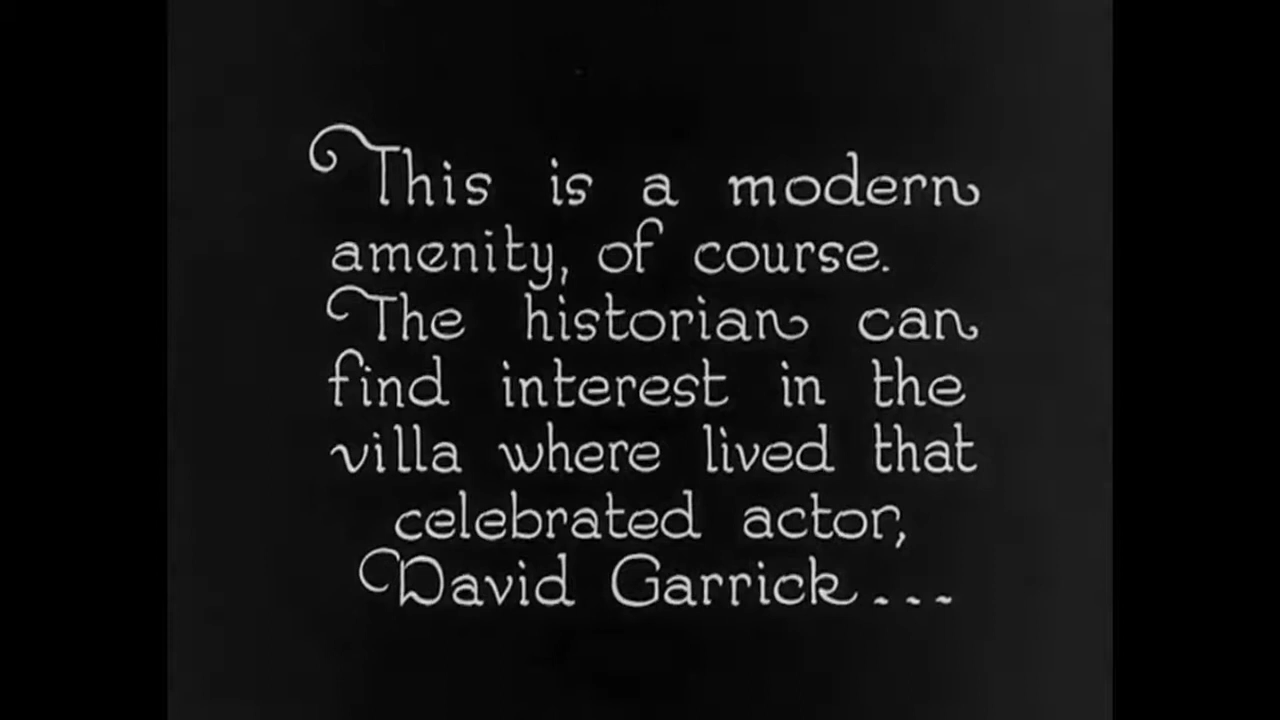 This is a modern
amenity, of course.
The historian can
find interest in the
villa where lived that
celebrated actor,
David Garrick...